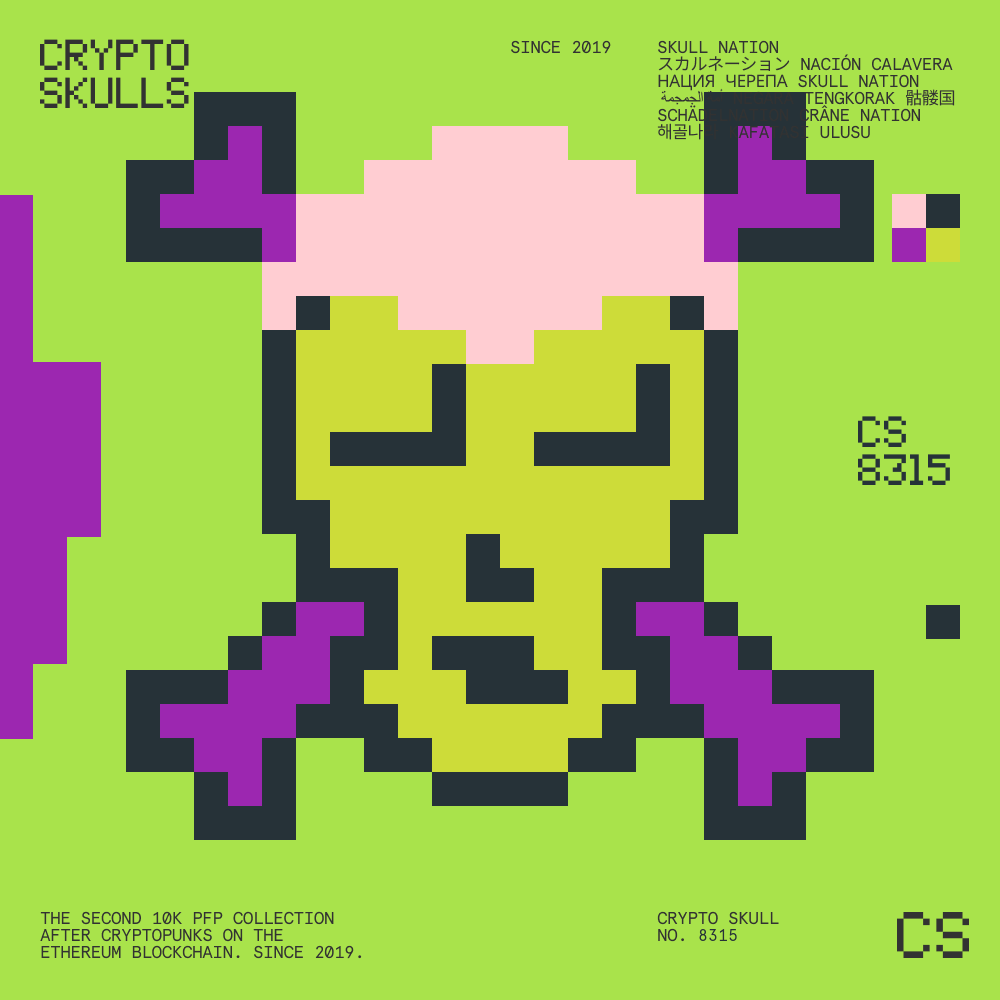 CRYPTO
SKULLS
SINCE 2019
SKULL NATION
スカルネーション NACIÓN CALAVERA
НАЦИЯ ЧЕРЕПА SKULL NATION
TENGKORAK 骷髅国
CRÂNE NATION
해골나 ULUSU
CS
8315
THE SECOND 10K PFP COLLECTION
AFTER CRYPTOPUNKS ON THE
ETHEREUM BLOCKCHAIN. SINCE 2019.
CRYPTO SKULL
NO. 8315
CS